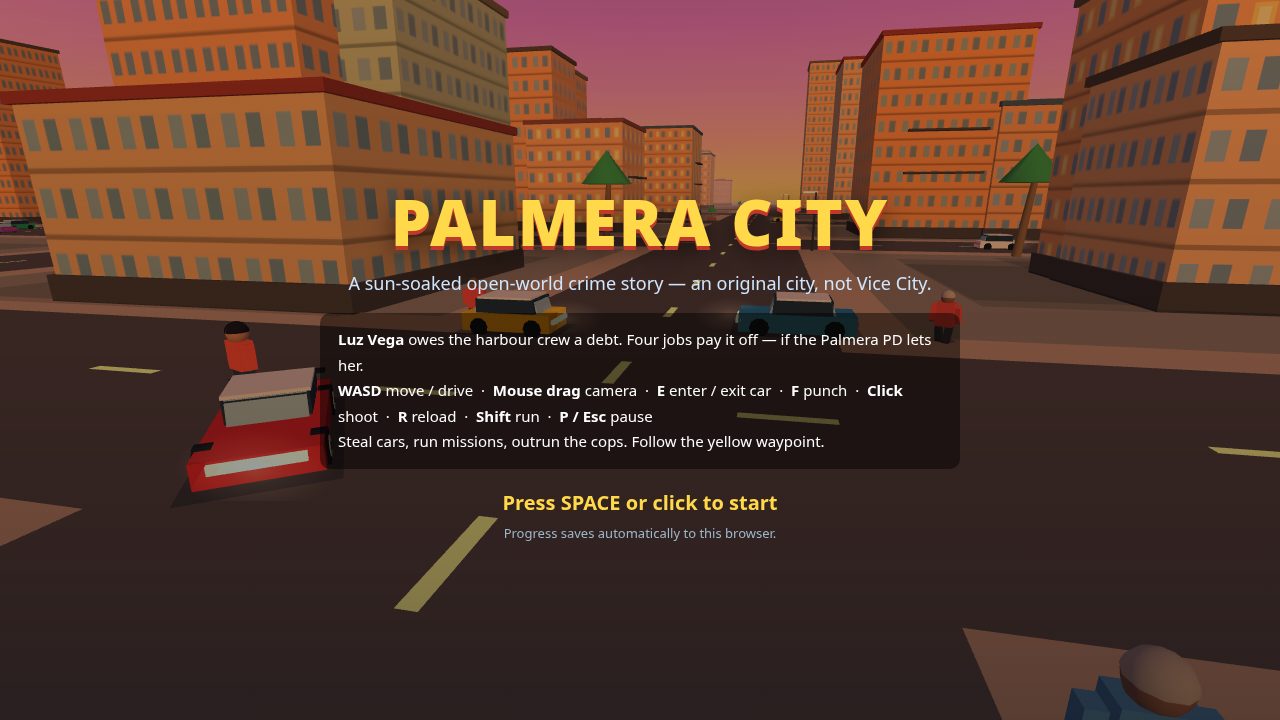 PALMERA CITY
A sun-soaked open-world crime story — an original city, not Vice City.
Luz Vega owes the harbour crew a debt. Four jobs pay it off — if the Palmera PD lets
her.
WASD move / drive · Mouse drag camera · E enter / exit car · F punch · Click
shoot · R reload · Shift run · P / Esc pause
Steal cars, run missions, outrun the cops. Follow the yellow waypoint.
Press SPACE or click to start
Progress saves automatically to this browser.